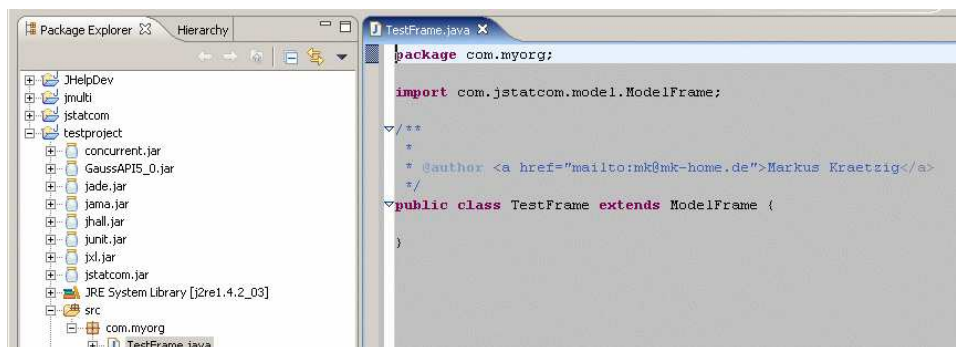 Package Explorer Hierarchy
JHelpDev
jmulti
jstatcom
testproject
concurrent.jar
GaussAPI5_0.jar
jade.jar
jama.jar
jhall.jar
junit.jar
jxl.jar
jstatcom.jar
JRE System Library [j2re1.4.2_03]
src
com.myorg
TestFrame.java
TestFrame.java
package com.myorg;
import com.jstatcom.model.ModelFrame;
/**
*
* @author <a href="mailto:mk@mk-home.de">Markus Kraetzig</a>
*/
public class TestFrame extends ModelFrame {
}